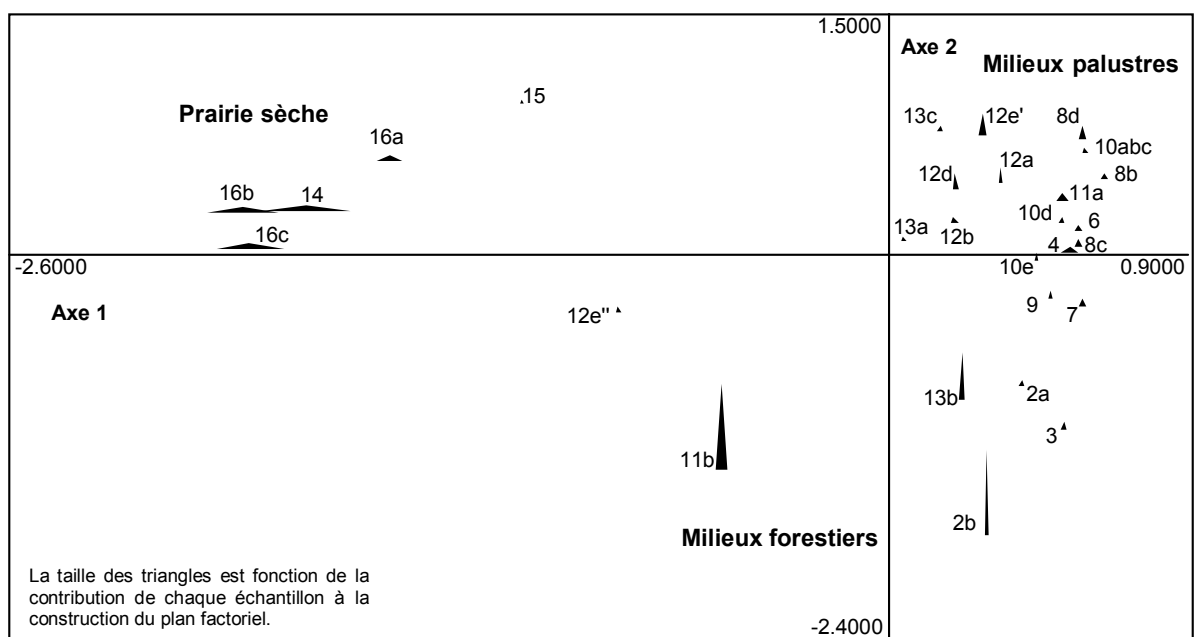 1.5000
Axe 2
Milieux palustres
Prairie sèche
15
13c
12e'
8d
16a
10abc
12a
12d
8b
16b
14
11a
10d
6
16c
13a
12b
4
8c
-2.6000
10e
0.9000
Axe 1
12e"
9
7
13b
2a
3
11b
2b
Milieux forestiers
La taille des triangles est fonction de la
contribution de chaque échantillon à la
construction du plan factoriel.
-2.4000